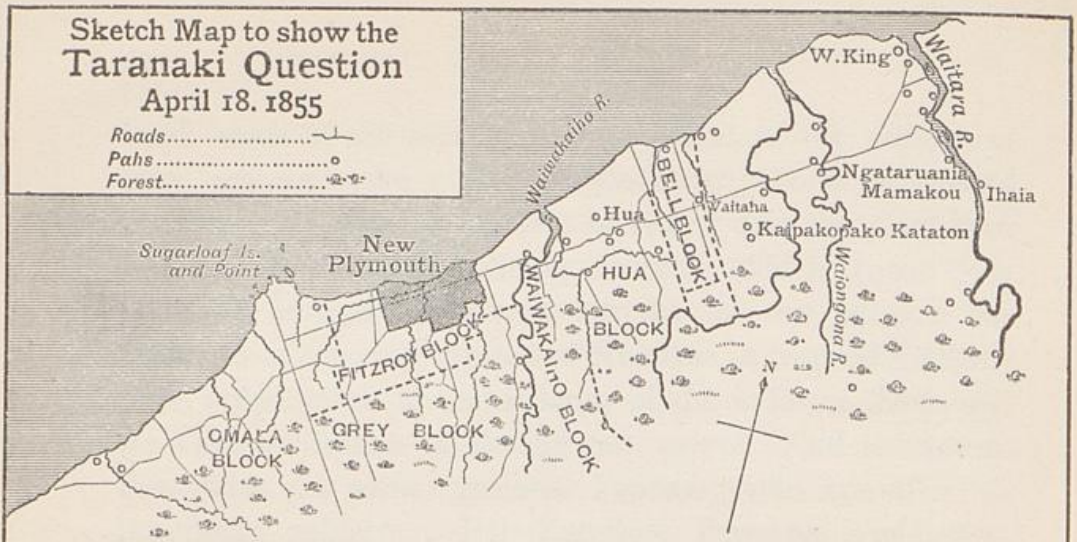 Sketch Map to show the
Taranaki Question
April 18. 1855
Roads
Pahs
Forest
W. King
Waitara R.
Waiwakaiho R.
Ngataruania
Mamakou
Ihaia
BELL BLOCK
Hua
Waitaha
Kaipakopako Kataton
Sugarloaf Is.
and Point
New
Plymouth
HUA
BLOCK
Waiongona R.
WAIWAKAIHO BLOCK
FITZROY BLOCK
N
OMALA
BLOCK
GREY BLOCK